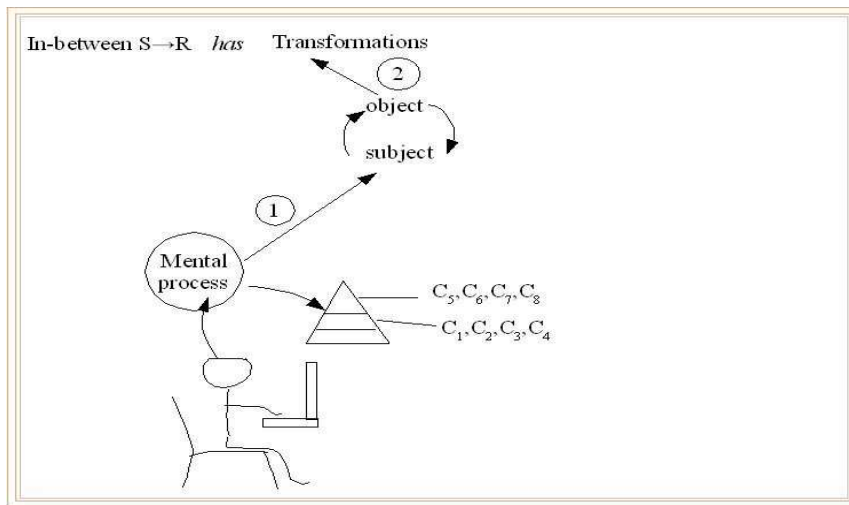 In-between S→R has Transformations
2
object
subject
1
Mental
process
C₅,C₆,C₇,C₈
C₁,C₂,C₃,C₄